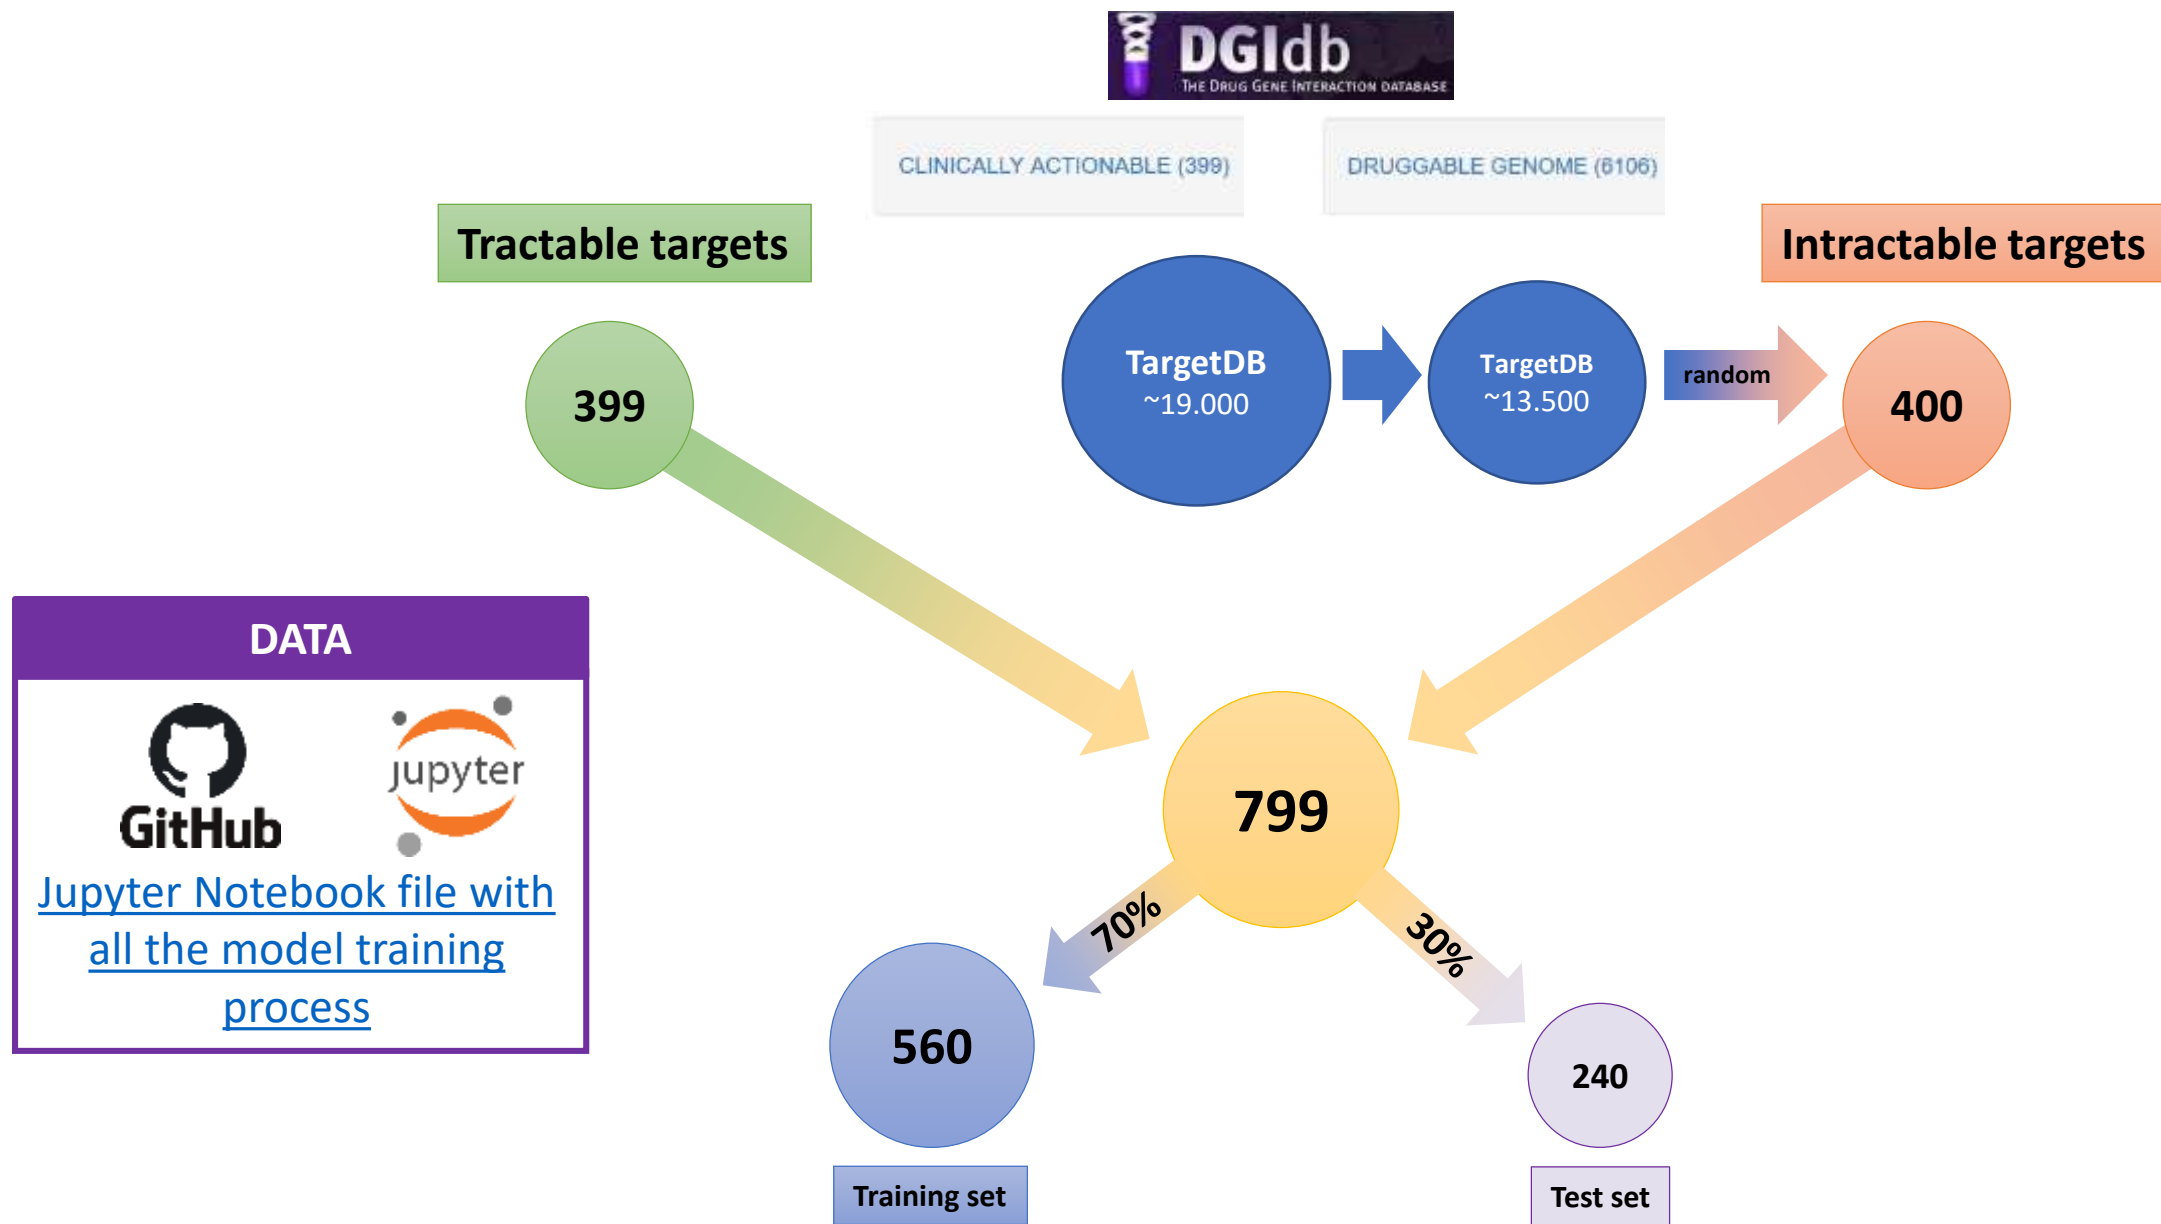 DGIdb
THE DRUG GENE INTERACTION DATABASE
CLINICALLY ACTIONABLE (399)
DRUGGABLE GENOME (6106)
Tractable targets
Intractable targets
399
TargetDB
~19.000
TargetDB
~13.500
random
400
DATA
GitHub
jupyter
Jupyter Notebook file with
all the model training
process
799
70%
30%
560
240
Training set
Test set